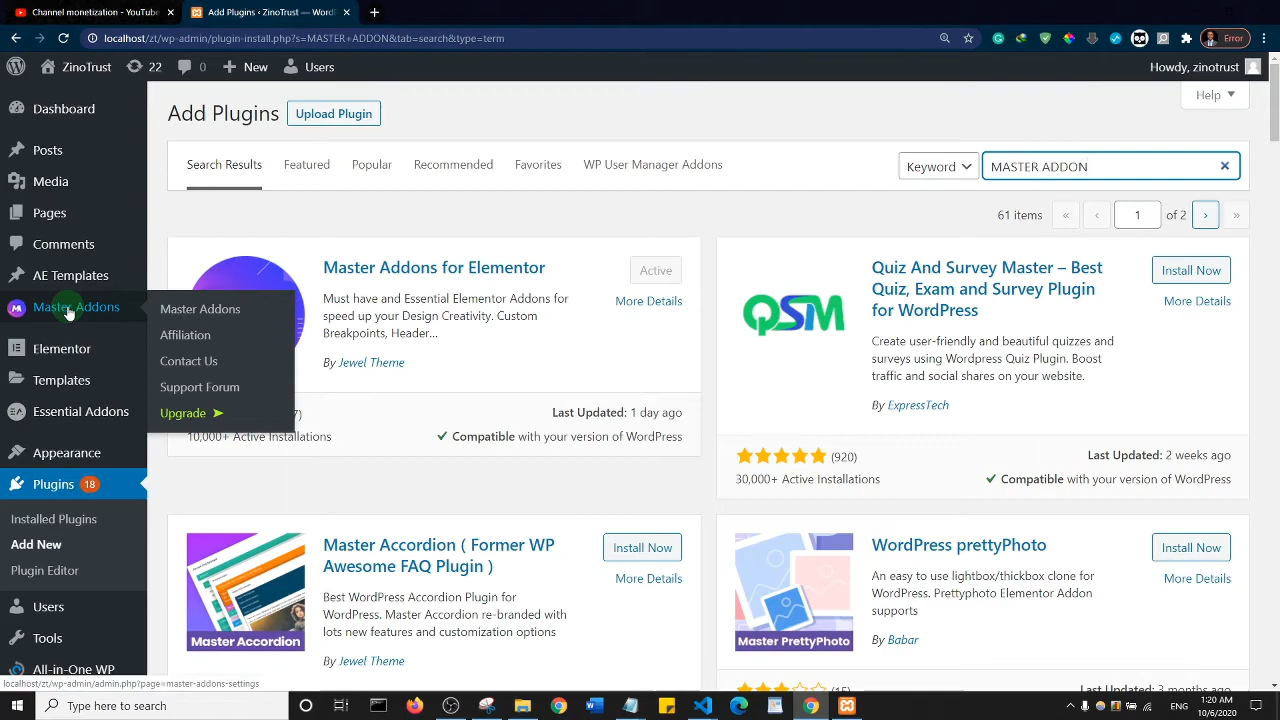 Channel monetization - YouTube
Add Plugins ‹ ZinoTrust — WordP
localhost/zt/wp-admin/plugin-install.php?s=MASTER+ADDON&tab=search&type=term
Error
ZinoTrust
22
0
New
Users
Howdy, zinotrust
Dashboard
Posts
Media
Pages
Comments
AE Templates
Master Addons
Elementor
Templates
Essential Addons
Appearance
Plugins 18
Installed Plugins
Add New
Plugin Editor
Users
Tools
All-in-One WP
Master Addons
Affiliation
Contact Us
Support Forum
Upgrade ➤
Add Plugins
Upload Plugin
Help
Search Results
Featured
Popular
Recommended
Favorites
WP User Manager Addons
Keyword
MASTER ADDON
61 items « ‹ 1 of 2 › »
Master Addons for Elementor
Active
More Details
Must have and Essential Elementor Addons for
speed up your Design Creativity. Custom
Breakpoints, Header...
By Jewel Theme
7)
Last Updated: 1 day ago
10,000+ Active Installations
Compatible with your version of WordPress
QSM
Quiz And Survey Master – Best
Quiz, Exam and Survey Plugin
for WordPress
Install Now
More Details
Create user-friendly and beautiful quizzes and
surveys using Wordpress Quiz Plugin. Boost
traffic and social shares on your website.
By ExpressTech
(920)
Last Updated: 2 weeks ago
30,000+ Active Installations
Compatible with your version of WordPress
Master Accordion
Master Accordion ( Former WP
Awesome FAQ Plugin )
Install Now
More Details
Best WordPress Accordion Plugin for
WordPress. Master Accordion re-branded with
lots new features and customization options
By Jewel Theme
Master PrettyPhoto
WordPress prettyPhoto
Install Now
More Details
An easy to use lightbox/thickbox clone for
WordPress. Prettyphoto Elementor Addon
supports
By Babar
(15)
Last Updated: 3 months ago
localhost/zt/wp-admin/admin.php?page=master-addons-settings
Type here to search
ENG
1:20 AM
10/6/2020